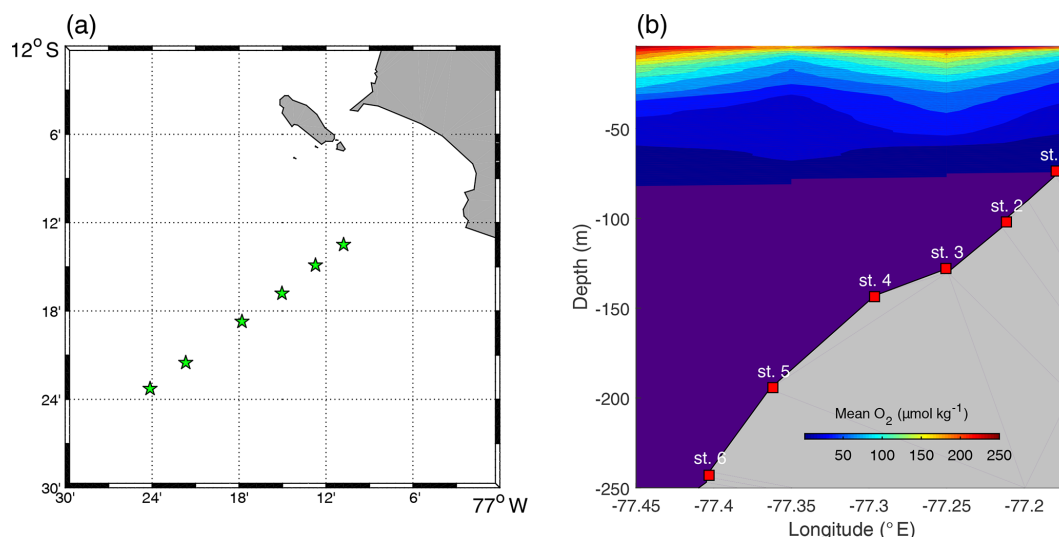 (a)
12° S
6'
12'
18'
24'
30'
30' 24' 18' 12' 6' 77° W
(b)
-50
-100
-150
-200
-250
Depth (m)
st.
st. 2
st. 3
st. 4
st. 5
st. 6
Mean O₂ (μmol kg⁻¹)
50 100 150 200 250
-77.45 -77.4 -77.35 -77.3 -77.25 -77.2
Longitude (°E)